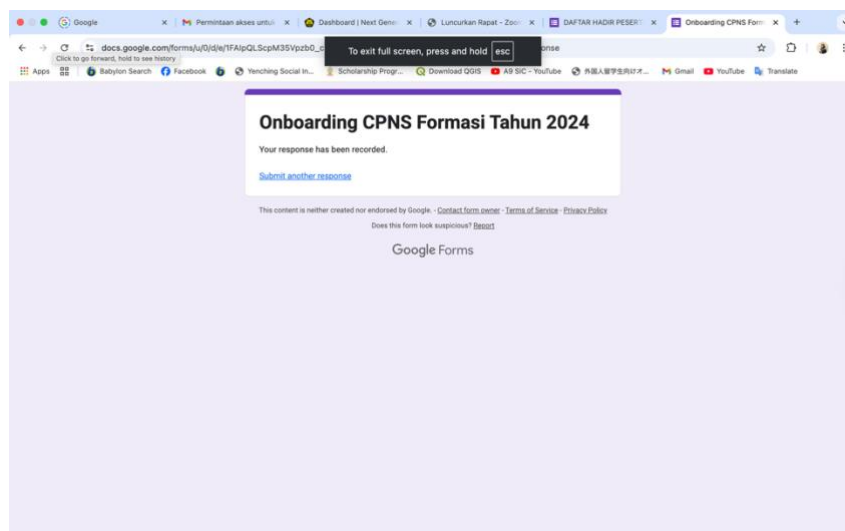 Google
Permintaan akses untuk
Dashboard | Next Gener
Luncurkan Rapat - Zoom
DAFTAR HADIR PESERT
Onboarding CPNS Form
docs.google.com/forms/u/0/d/e/
onse
To exit full screen, press and hold esc
Click to go forward, hold to see history
Apps
Babylon Search
Facebook
Yenching Social In...
Scholarship Progr...
Download QGIS
A9 SIC - YouTube
Gmail
YouTube
Translate
Onboarding CPNS Formasi Tahun 2024
Your response has been recorded.
Submit another response
This content is neither created nor endorsed by Google. - Contact form owner - Terms of Service - Privacy Policy
Does this form look suspicious? Report
Google Forms